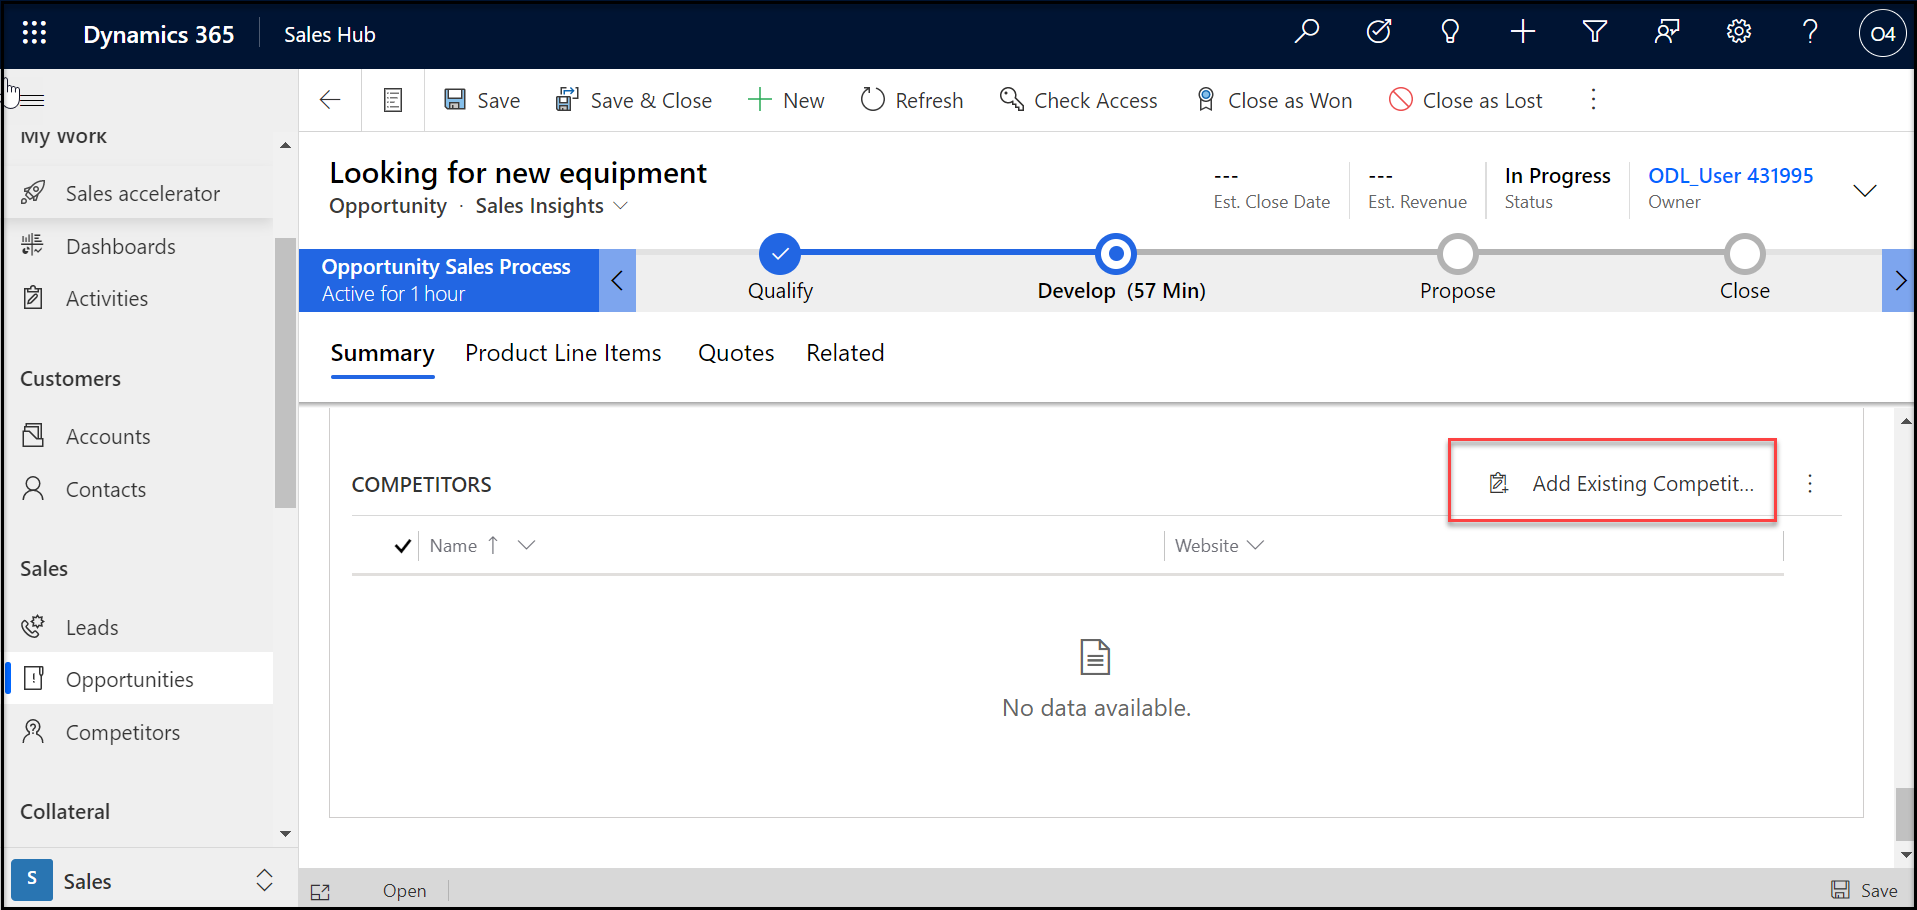 Dynamics 365
Sales Hub
O4
My Work
Sales accelerator
Dashboards
Activities
Customers
Accounts
Contacts
Sales
Leads
Opportunities
Competitors
Collateral
S
Sales
Save
Save & Close
New
Refresh
Check Access
Close as Won
Close as Lost
Looking for new equipment
Opportunity · Sales Insights
---
Est. Close Date
---
Est. Revenue
In Progress
Status
ODL_User 431995
Owner
Opportunity Sales Process
Active for 1 hour
Qualify
Develop (57 Min)
Propose
Close
Summary
Product Line Items
Quotes
Related
COMPETITORS
Add Existing Competit...
Name
Website
No data available.
Open
Save